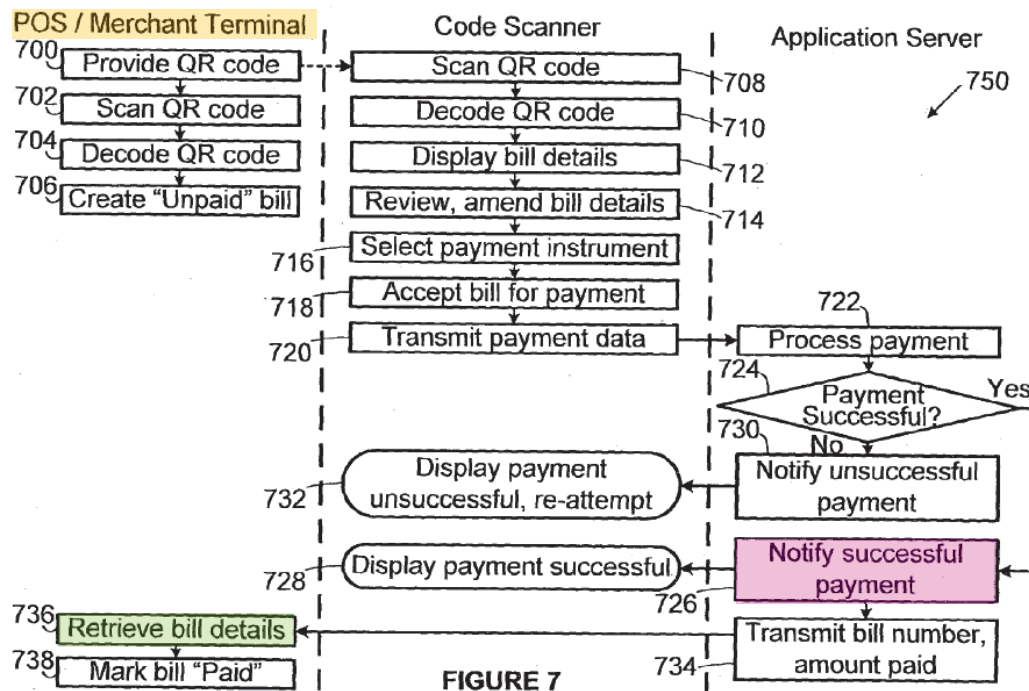 POS / Merchant Terminal
Code Scanner
Application Server
700
Provide QR code
702
Scan QR code
704
Decode QR code
706
Create “Unpaid” bill
Scan QR code
708
Decode QR code
710
Display bill details
712
Review, amend bill details
714
716
Select payment instrument
718
Accept bill for payment
720
Transmit payment data
750
722
Process payment
724
Payment
Successful?
Yes
No
730
Notify unsuccessful
payment
Display payment
unsuccessful, re-attempt
732
Display payment successful
728
Notify successful
payment
726
Transmit bill number,
amount paid
734
736
Retrieve bill details
738
Mark bill “Paid”
FIGURE 7